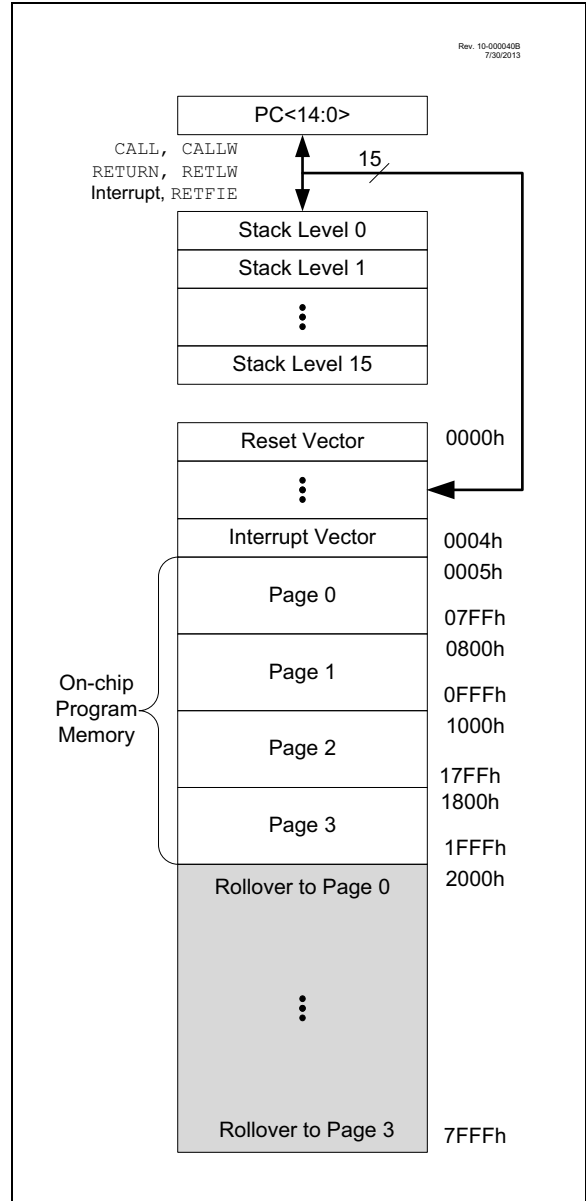 Rev. 10-000040B
7/30/2013
PC<14:0>
CALL, CALLW
RETURN, RETLW
Interrupt, RETFIE
15
Stack Level 0
Stack Level 1
Stack Level 15
Reset Vector
0000h
Interrupt Vector
0004h
0005h
Page 0
07FFh
0800h
Page 1
0FFFh
1000h
Page 2
17FFh
1800h
Page 3
1FFFh
On-chip
Program
Memory
Rollover to Page 0
2000h
Rollover to Page 3
7FFFh